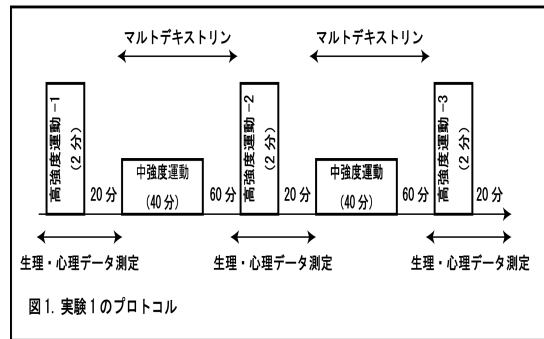 マルトデキストリン
マルトデキストリン
高強度運動-1
(2分)
20分
中強度運動
(40分)
60分
高強度運動-2
(2分)
20分
中強度運動
(40分)
60分
高強度運動-3
(2分)
20分
生理・心理データ測定
生理・心理データ測定
生理・心理データ測定
図1. 実験1のプロトコル